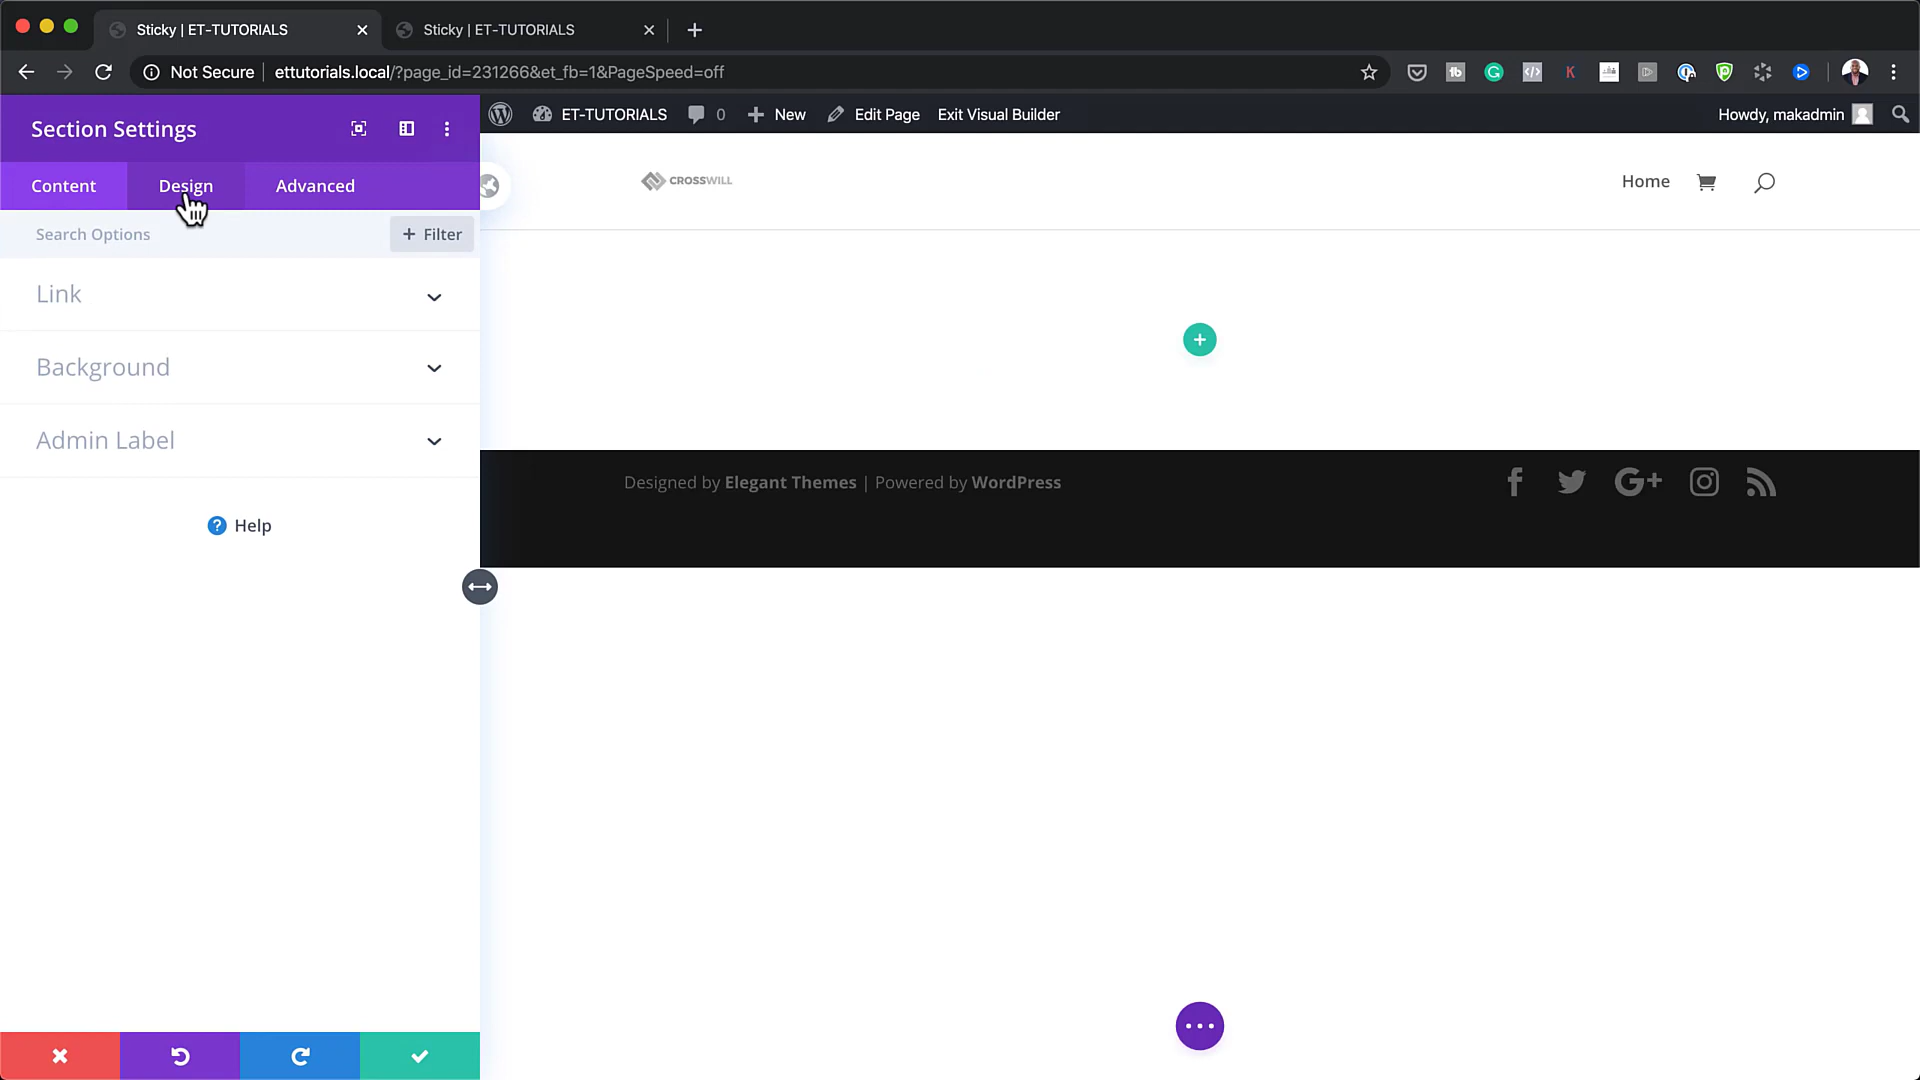 Sticky | ET-TUTORIALS
Sticky | ET-TUTORIALS
Not Secure
ettutorials.local/?page_id=231266&et_fb=1&PageSpeed=off
Section Settings
ET-TUTORIALS
0
New
Edit Page
Exit Visual Builder
Howdy, makadmin
Content
Design
Advanced
CROSSWILL
Home
Search Options
+ Filter
Link
Background
Admin Label
Help
Designed by Elegant Themes | Powered by WordPress